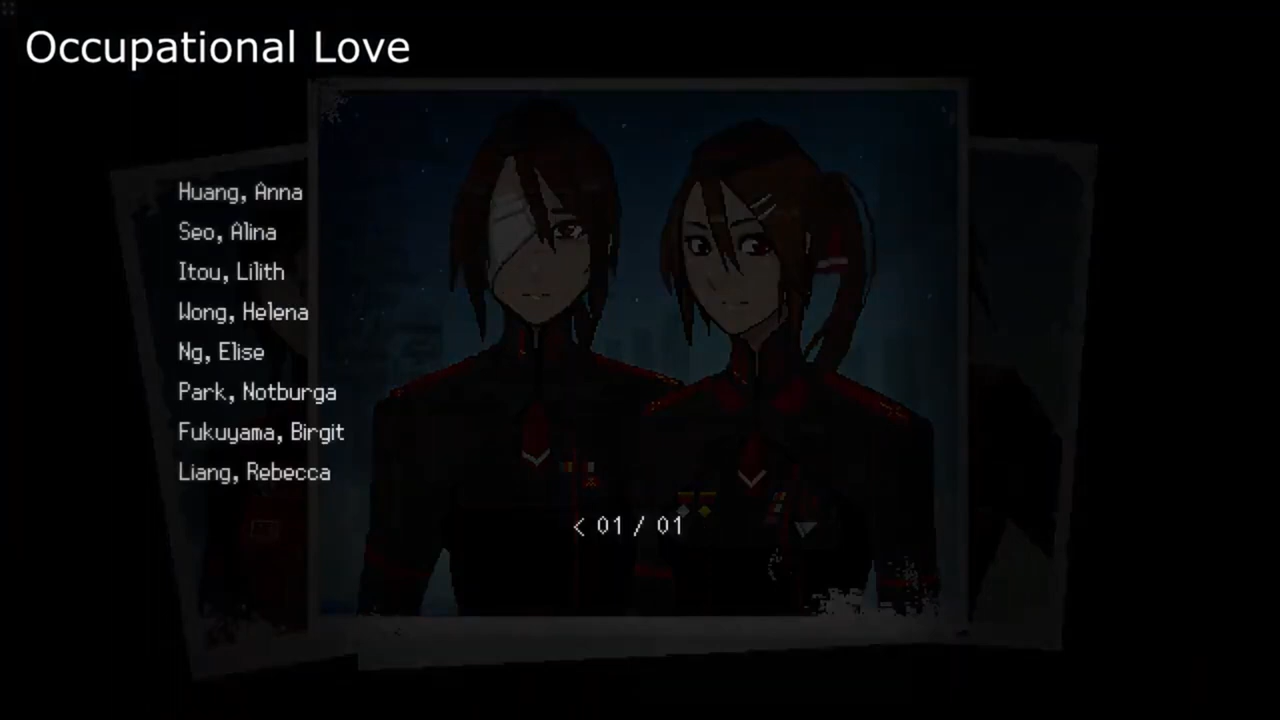 Occupational Love
Huang, Anna
Seo, Alina
Itou, Lilith
Wong, Helena
Ng, Elise
Park, Notburga
Fukuyama, Birgit
Liang, Rebecca
< 01 / 01